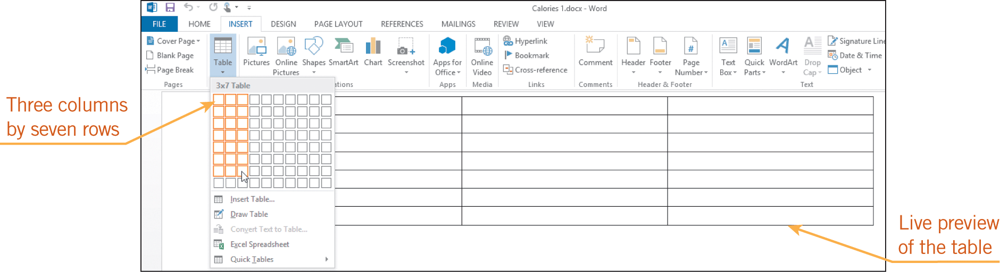 Calories 1.docx - Word
FILE HOME INSERT DESIGN PAGE LAYOUT REFERENCES MAILINGS REVIEW VIEW
Cover Page
Blank Page
Page Break
Pages
Table
Pictures
Online
Pictures
Shapes
SmartArt
Chart
Screenshot
ations
Apps for
Office
Apps
Online
Video
Media
Hyperlink
Bookmark
Cross-reference
Links
Comment
Comments
Header
Footer
Page
Number
#
Header & Footer
A
Text
Box
Quick
Parts
A
WordArt
A
Drop
Cap
Signature Line
Date & Time
Object
Text
3x7 Table
Insert Table...
Draw Table
Convert Text to Table...
Excel Spreadsheet
Quick Tables
Three columns
by seven rows
Live preview
of the table